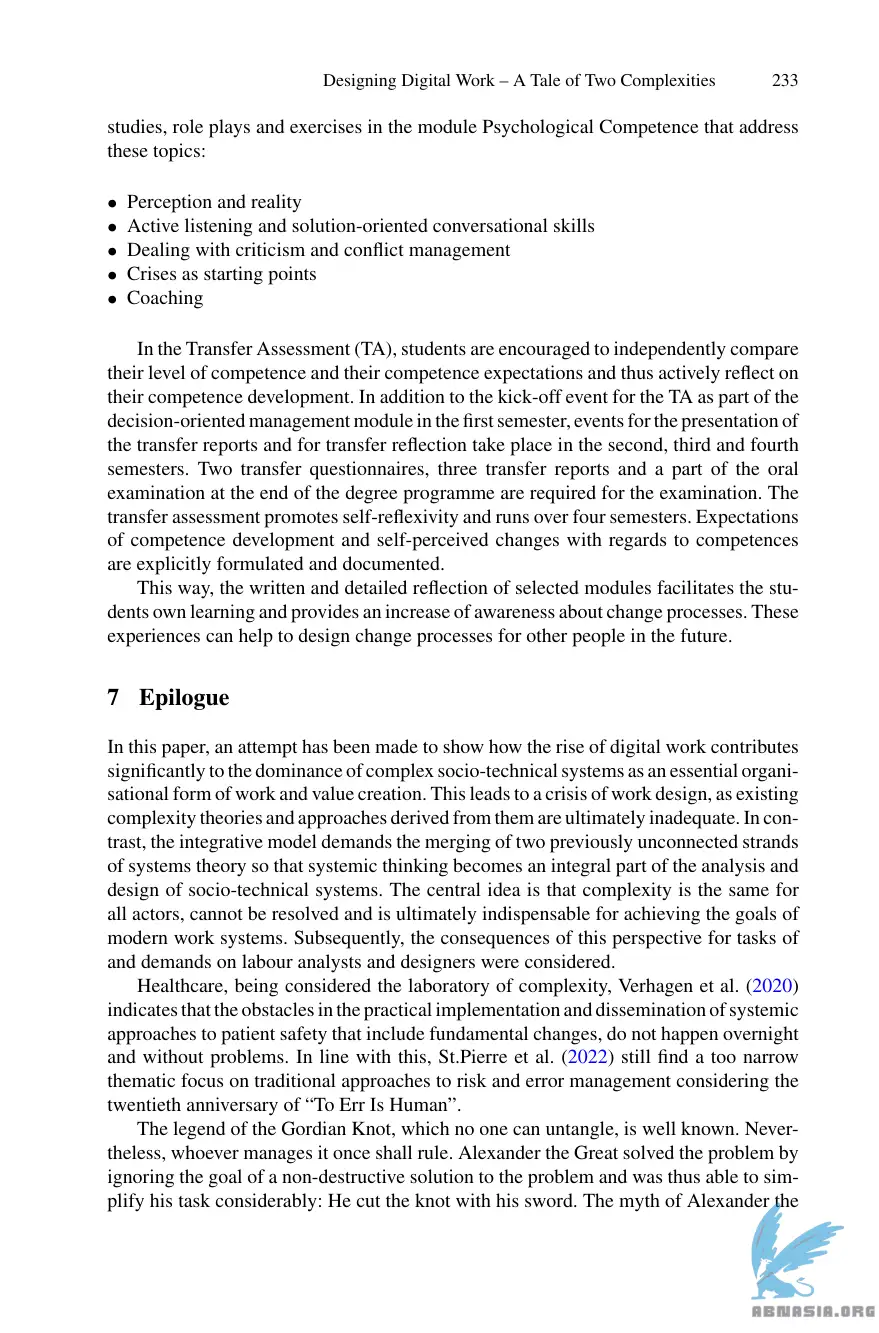 Designing Digital Work – A Tale of Two Complexities 233
studies, role plays and exercises in the module Psychological Competence that address
these topics:
• Perception and reality
• Active listening and solution-oriented conversational skills
• Dealing with criticism and conflict management
• Crises as starting points
• Coaching
In the Transfer Assessment (TA), students are encouraged to independently compare
their level of competence and their competence expectations and thus actively reflect on
their competence development. In addition to the kick-off event for the TA as part of the
decision-oriented management module in the first semester, events for the presentation of
the transfer reports and for transfer reflection take place in the second, third and fourth
semesters. Two transfer questionnaires, three transfer reports and a part of the oral
examination at the end of the degree programme are required for the examination. The
transfer assessment promotes self-reflexivity and runs over four semesters. Expectations
of competence development and self-perceived changes with regards to competences
are explicitly formulated and documented.
This way, the written and detailed reflection of selected modules facilitates the stu-
dents own learning and provides an increase of awareness about change processes. These
experiences can help to design change processes for other people in the future.
7 Epilogue
In this paper, an attempt has been made to show how the rise of digital work contributes
significantly to the dominance of complex socio-technical systems as an essential organi-
sational form of work and value creation. This leads to a crisis of work design, as existing
complexity theories and approaches derived from them are ultimately inadequate. In con-
trast, the integrative model demands the merging of two previously unconnected strands
of systems theory so that systemic thinking becomes an integral part of the analysis and
design of socio-technical systems. The central idea is that complexity is the same for
all actors, cannot be resolved and is ultimately indispensable for achieving the goals of
modern work systems. Subsequently, the consequences of this perspective for tasks of
and demands on labour analysts and designers were considered.
Healthcare, being considered the laboratory of complexity, Verhagen et al. (2020)
indicates that the obstacles in the practical implementation and dissemination of systemic
approaches to patient safety that include fundamental changes, do not happen overnight
and without problems. In line with this, St.Pierre et al. (2022) still find a too narrow
thematic focus on traditional approaches to risk and error management considering the
twentieth anniversary of “To Err Is Human”.
The legend of the Gordian Knot, which no one can untangle, is well known. Never-
theless, whoever manages it once shall rule. Alexander the Great solved the problem by
ignoring the goal of a non-destructive solution to the problem and was thus able to sim-
plify his task considerably: He cut the knot with his sword. The myth of Alexander the
ABNASIA.ORG